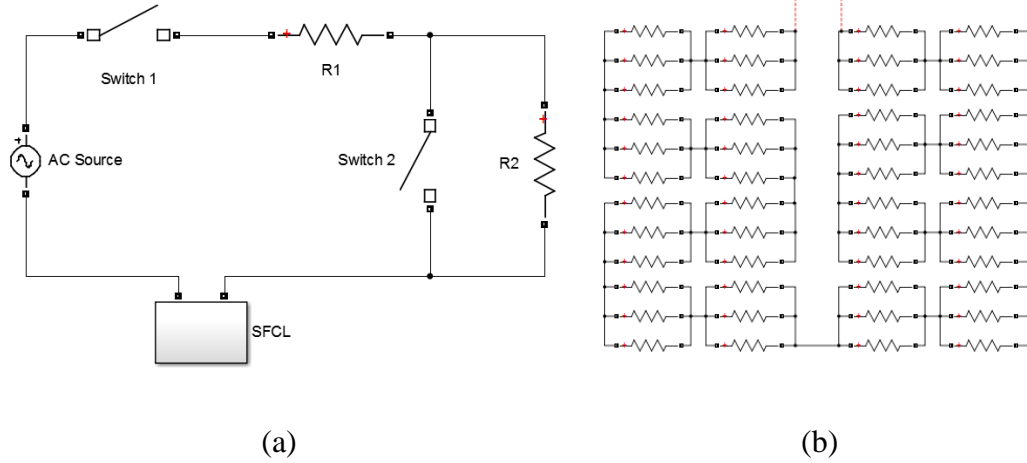 Switch 1
R1
AC Source
Switch 2
R2
SFCL
(a)
(b)